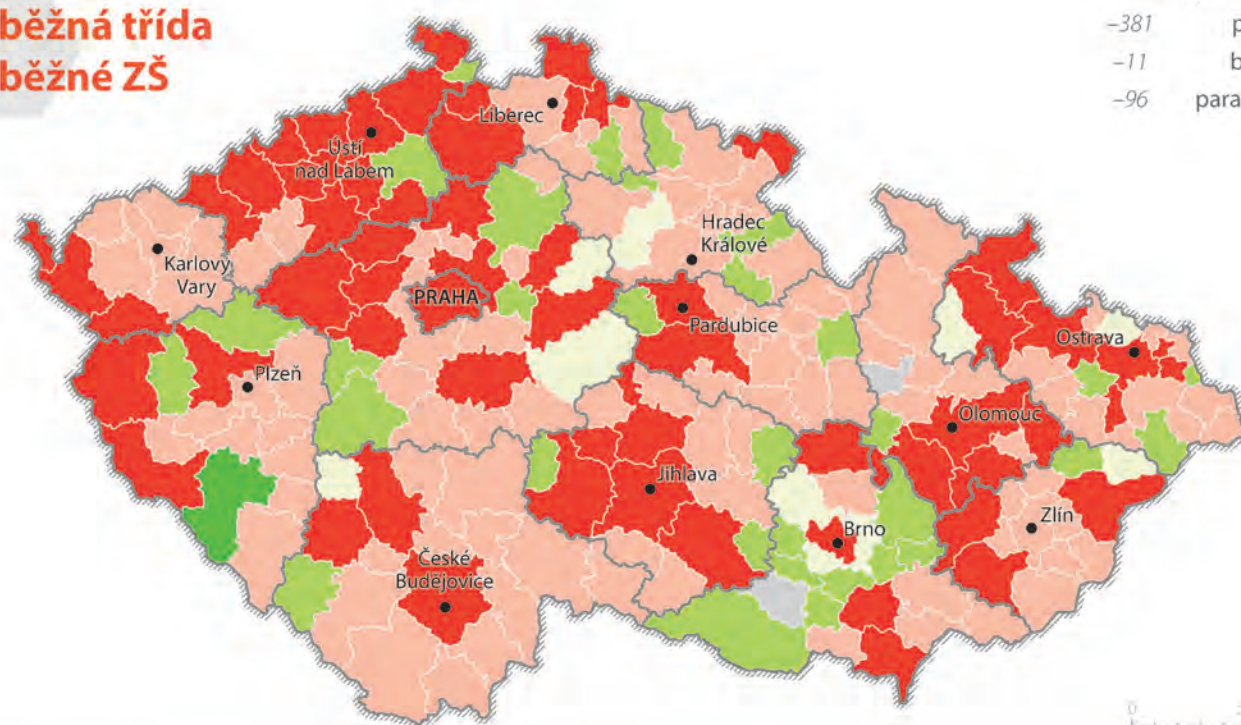 běžná třída
běžné ZŠ
–381 p
–11 b
–96 para
Liberec
Ústí
nad Labem
Karlovy
Vary
Hradec
Králové
PRAHA
Pardubice
Plzeň
Ostrava
Olomouc
Jihlava
Brno
Zlín
České
Budějovice
0